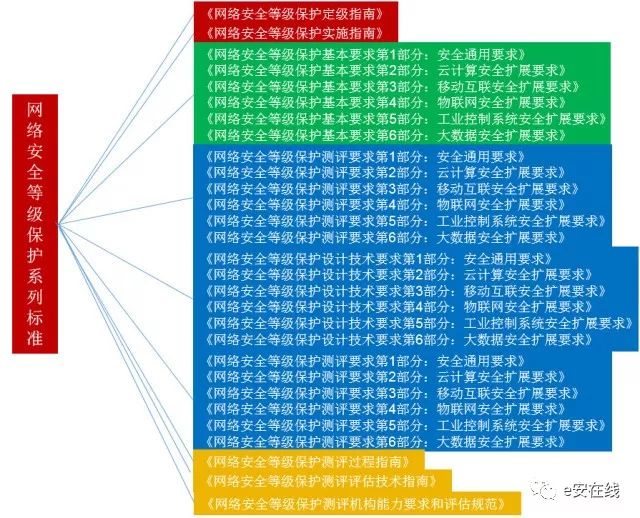 网络安全等级保护系列标准
《网络安全等级保护定级指南》
《网络安全等级保护实施指南》
《网络安全等级保护基本要求第1部分：安全通用要求》
《网络安全等级保护基本要求第2部分：云计算安全扩展要求》
《网络安全等级保护基本要求第3部分：移动互联安全扩展要求》
《网络安全等级保护基本要求第4部分：物联网安全扩展要求》
《网络安全等级保护基本要求第5部分：工业控制系统安全扩展要求》
《网络安全等级保护基本要求第6部分：大数据安全扩展要求》
《网络安全等级保护测评要求第1部分：安全通用要求》
《网络安全等级保护测评要求第2部分：云计算安全扩展要求》
《网络安全等级保护测评要求第3部分：移动互联安全扩展要求》
《网络安全等级保护测评要求第4部分：物联网安全扩展要求》
《网络安全等级保护测评要求第5部分：工业控制系统安全扩展要求》
《网络安全等级保护测评要求第6部分：大数据安全扩展要求》
《网络安全等级保护设计技术要求第1部分：安全通用要求》
《网络安全等级保护设计技术要求第2部分：云计算安全扩展要求》
《网络安全等级保护设计技术要求第3部分：移动互联安全扩展要求》
《网络安全等级保护设计技术要求第4部分：物联网安全扩展要求》
《网络安全等级保护设计技术要求第5部分：工业控制系统安全扩展要求》
《网络安全等级保护设计技术要求第6部分：大数据安全扩展要求》
《网络安全等级保护测评要求第1部分：安全通用要求》
《网络安全等级保护测评要求第2部分：云计算安全扩展要求》
《网络安全等级保护测评要求第3部分：移动互联安全扩展要求》
《网络安全等级保护测评要求第4部分：物联网安全扩展要求》
《网络安全等级保护测评要求第5部分：工业控制系统安全扩展要求》
《网络安全等级保护测评要求第6部分：大数据安全扩展要求》
《网络安全等级保护测评过程指南》
《网络安全等级保护测评评估技术指南》
《网络安全等级保护测评机构能力要求和评估规范》
e安在线